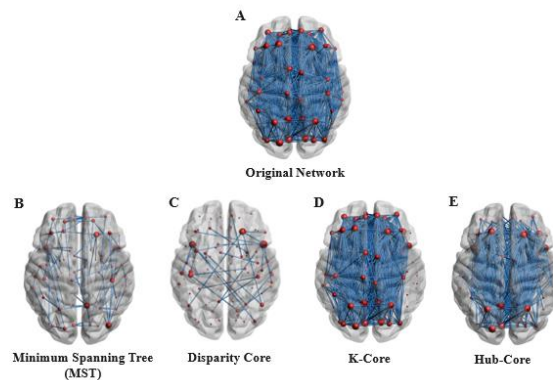 A
Original Network
B
C
D
E
Minimum Spanning Tree
(MST)
Disparity Core
K-Core
Hub-Core